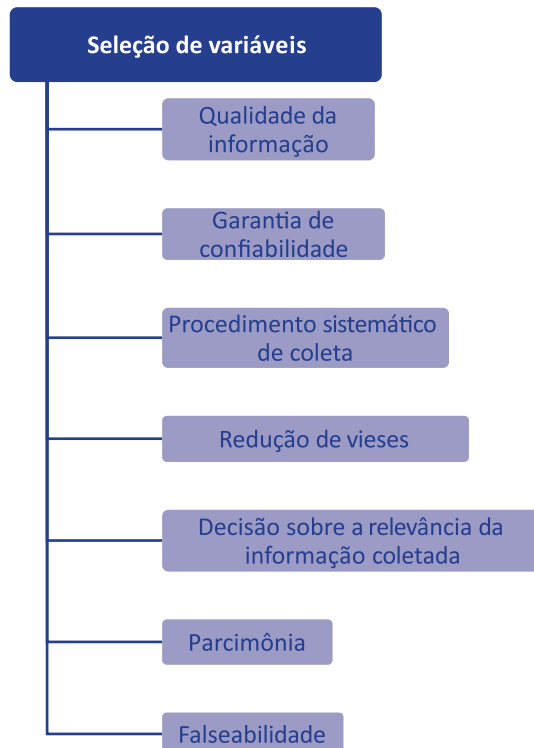 Seleção de variáveis
Qualidade da
informação
Garantia de
confiabilidade
Procedimento sistemático
de coleta
Redução de vieses
Decisão sobre a relevância da
informação coletada
Parcimônia
Falseabilidade